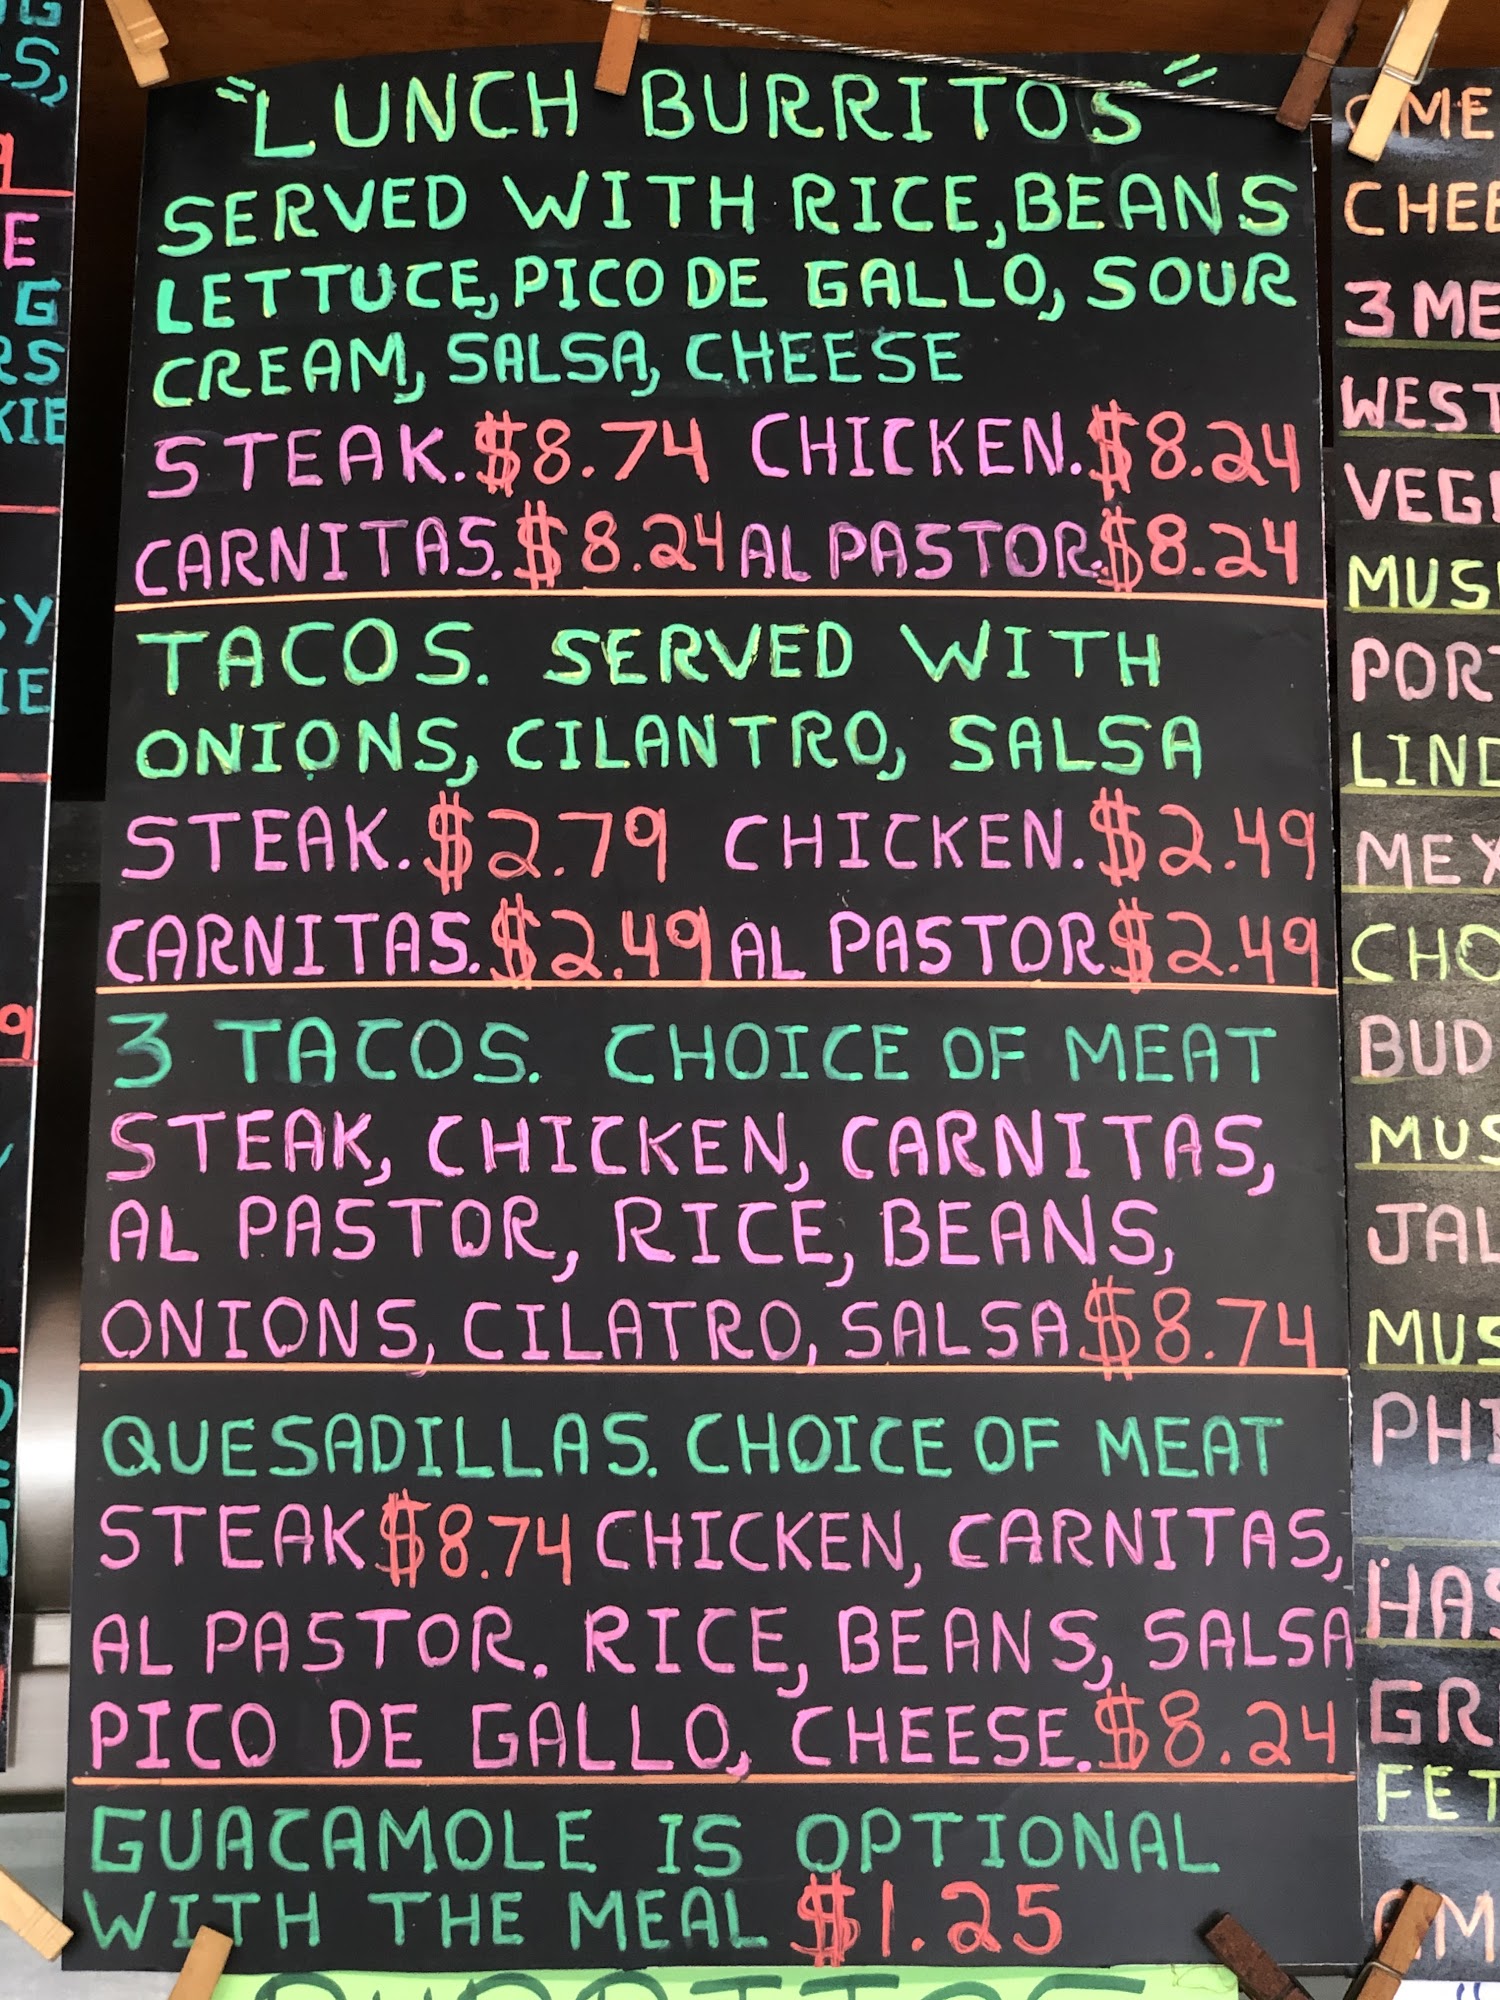 "LUNCH BURRITOS"
SERVED WITH RICE, BEANS
LETTUCE, PICO DE GALLO, SOUR
CREAM, SALSA, CHEESE
STEAK. $8.74 CHICKEN. $8.24
CARNITAS. $8.24 AL PASTOR. $8.24
TACOS. SERVED WITH
ONIONS, CILANTRO, SALSA
STEAK. $2.79 CHICKEN. $2.49
CARNITAS. $2.49 AL PASTOR $2.49
3 TACOS. CHOICE OF MEAT
STEAK, CHICKEN, CARNITAS,
AL PASTOR, RICE, BEANS,
ONIONS, CILATRO, SALSA $8.74
QUESADILLAS. CHOICE OF MEAT
STEAK $8.74 CHICKEN, CARNITAS,
AL PASTOR. RICE, BEANS, SALSA
PICO DE GALLO, CHEESE. $8.24
GUACAMOLE IS OPTIONAL
WITH THE MEAL $1.25